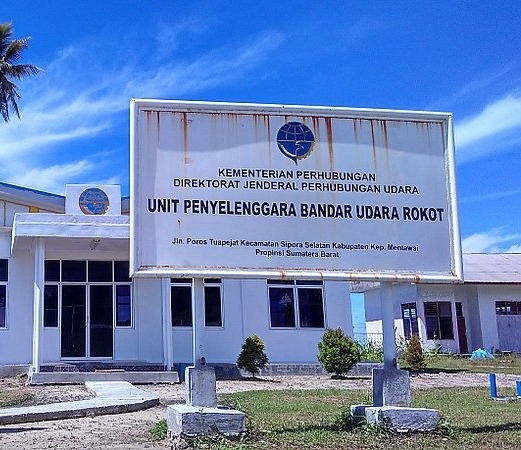 KEMENTERIAN PERHUBUNGAN
DIREKTORAT JENDERAL PERHUBUNGAN UDARA
UNIT PENYELENGGARA BANDAR UDARA ROKOT
Jln. Poros Tuapejat Kecamatan Sipora Selatan Kabupaten Kep. Mentawai
Propinsi Sumatera Barat